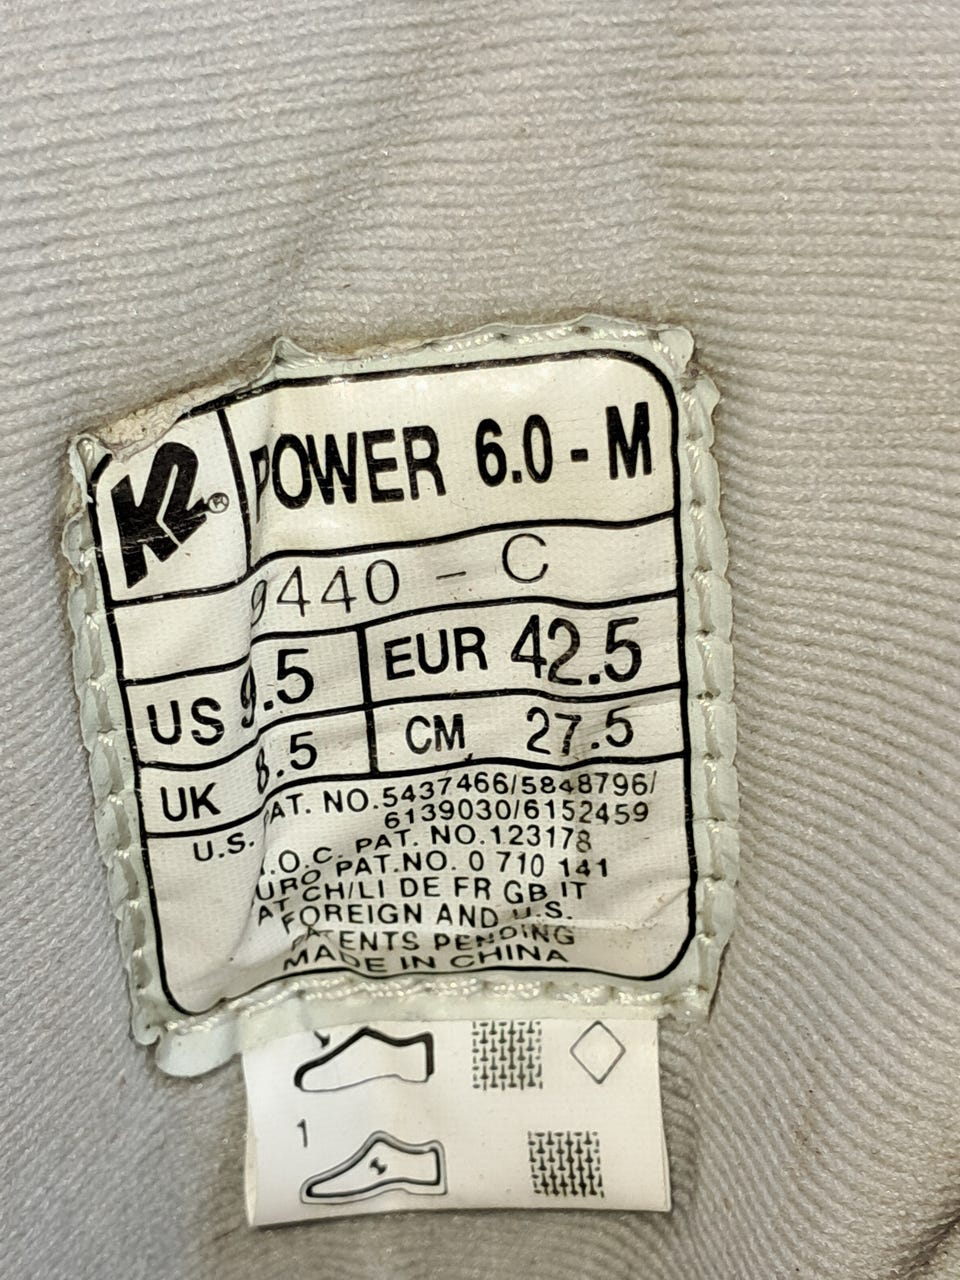 K2®
POWER 6.0 - M
9440 - C
US 9.5 EUR 42.5
UK 8.5 CM 27.5
U.S. PAT. NO.5437466/5848796/
6139030/6152459
.O.C. PAT. NO.123178
URO PAT.NO. 0 710 141
AT CH/LI DE FR GB IT
FOREIGN AND U.S.
PATENTS PENDING
MADE IN CHINA
1